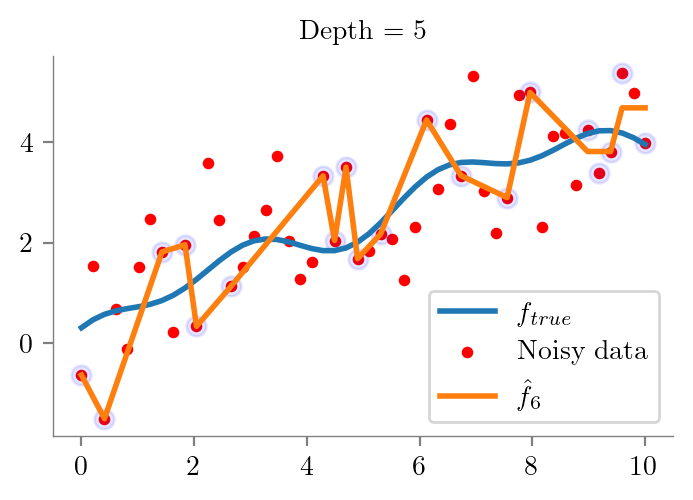 Depth = 5
4
2
0
0 2 4 6 8 10
f_true
Noisy data
f̂_6